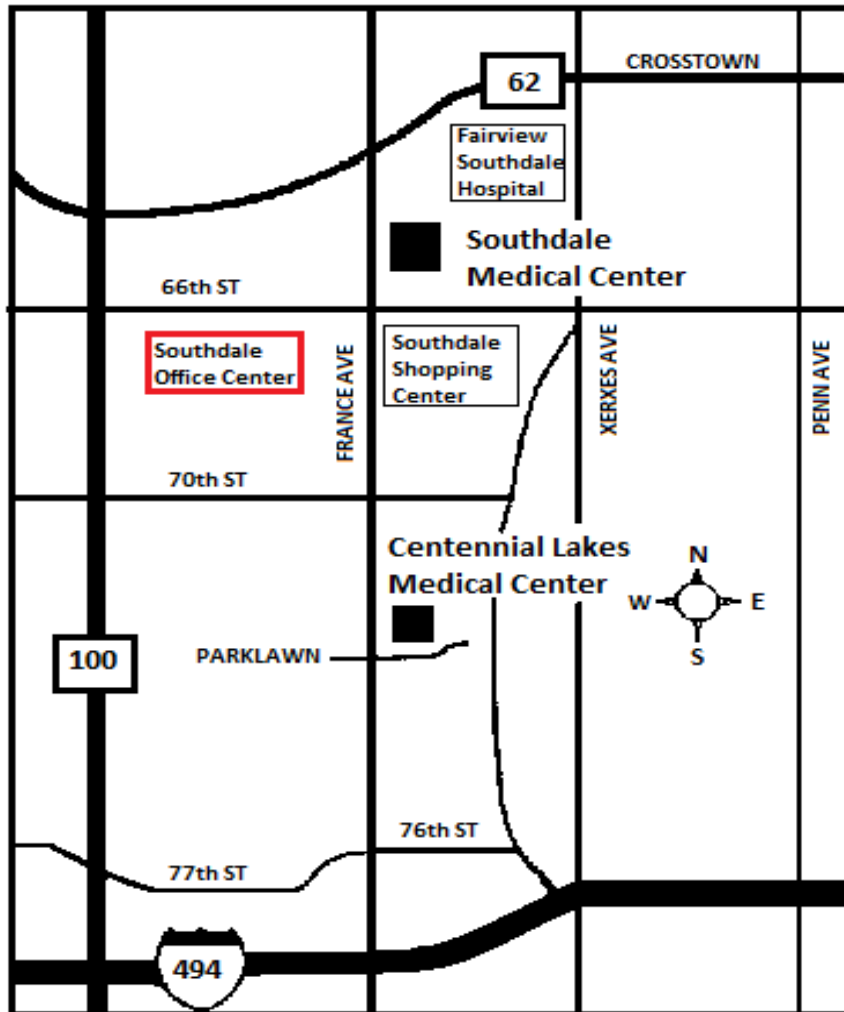 CROSSTOWN
62
Fairview
Southdale
Hospital
Southdale
Medical Center
66th ST
Southdale
Office Center
FRANCE AVE
Southdale
Shopping
Center
XERXES AVE
PENN AVE
70th ST
Centennial Lakes
Medical Center
N
W
E
S
100
PARKLAWN
76th ST
77th ST
494